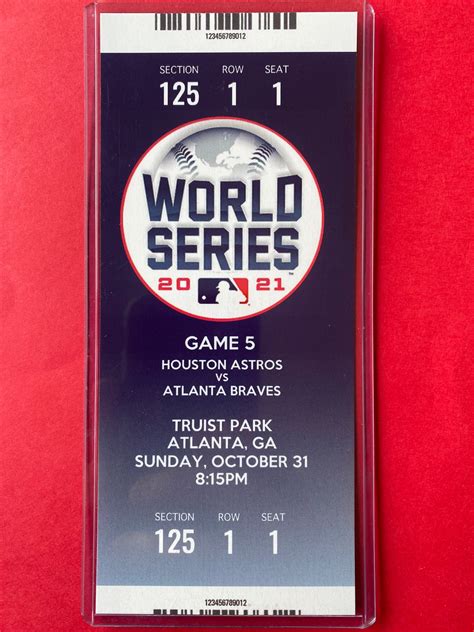 123456789012
SECTION ROW SEAT
125 1 1
WORLD
SERIES
20 21
TM
GAME 5
HOUSTON ASTROS
VS
ATLANTA BRAVES
TRUIST PARK
ATLANTA, GA
SUNDAY, OCTOBER 31
8:15PM
SECTION ROW SEAT
125 1 1
123456789012